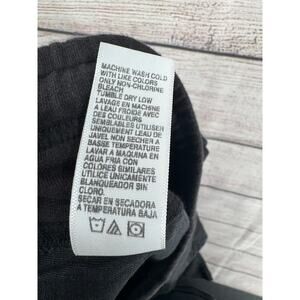 MACHINE WASH COLD
WITH LIKE COLORS
ONLY NON-CHLORINE
BLEACH
TUMBLE DRY LOW
LAVAGE EN MACHINE
A LEAU FROIDE AVEC
DES COULEURS
SEMBLABLES UTILISER
UNIQUEMENT LEAU DE
JAVEL NON SECHER A
BASSE TEMPERATURE
LAVAR A MAQUINA EN
AGUA FRIA CON
COLORES SIMILARES
UTILICE UNICAMENTE
BLANQUEADOR SIN
CLORO.
SECAR EN SECADORA
A TEMPERATURA BAJA